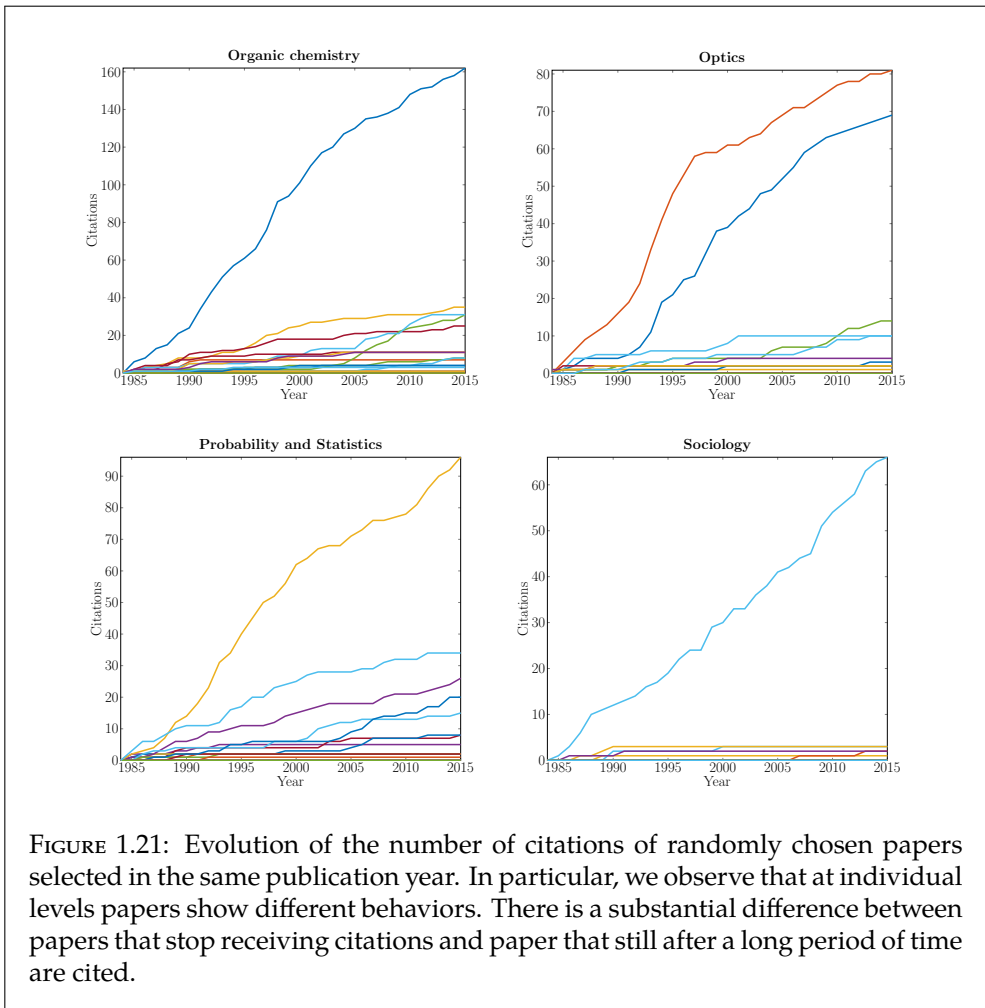 Organic chemistry
160
140
120
100
80
60
40
20
0
Citations
1985 1990 1995 2000 2005 2010 2015
Year
Optics
80
70
60
50
40
30
20
10
0
Citations
1985 1990 1995 2000 2005 2010 2015
Year
Probability and Statistics
90
80
70
60
50
40
30
20
10
0
Citations
1985 1990 1995 2000 2005 2010 2015
Year
Sociology
60
50
40
30
20
10
0
Citations
1985 1990 1995 2000 2005 2010 2015
Year
Figure 1.21: Evolution of the number of citations of randomly chosen papers
selected in the same publication year. In particular, we observe that at individual
levels papers show different behaviors. There is a substantial difference between
papers that stop receiving citations and paper that still after a long period of time
are cited.